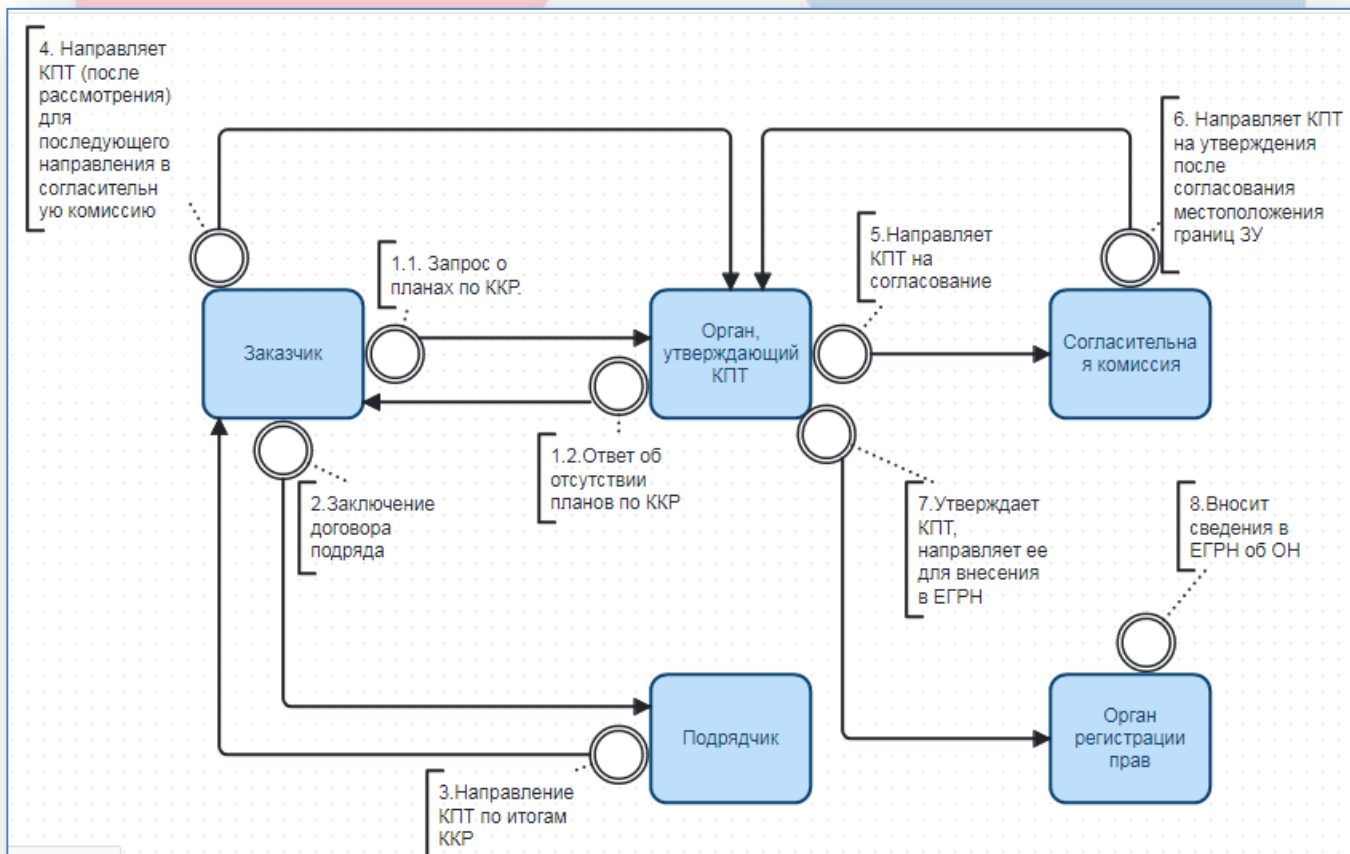 4. Направляет
КПТ (после
рассмотрения)
для
последующего
направления в
согласительн
ую комиссию
6. Направляет КПТ
на утверждения
после
согласования
местоположения
границ ЗУ
5.Направляет
КПТ на
согласование
1.1. Запрос о
планах по ККР.
Заказчик
Орган,
утверждающий
КПТ
Согласительна
я комиссия
1.2.Ответ об
отсутствии
планов по ККР
2.Заключение
договора
подряда
7.Утверждает
КПТ,
направляет ее
для внесения
в ЕГРН
8.Вносит
сведения в
ЕГРН об ОН
Подрядчик
Орган
регистрации
прав
3.Направление
КПТ по итогам
ККР